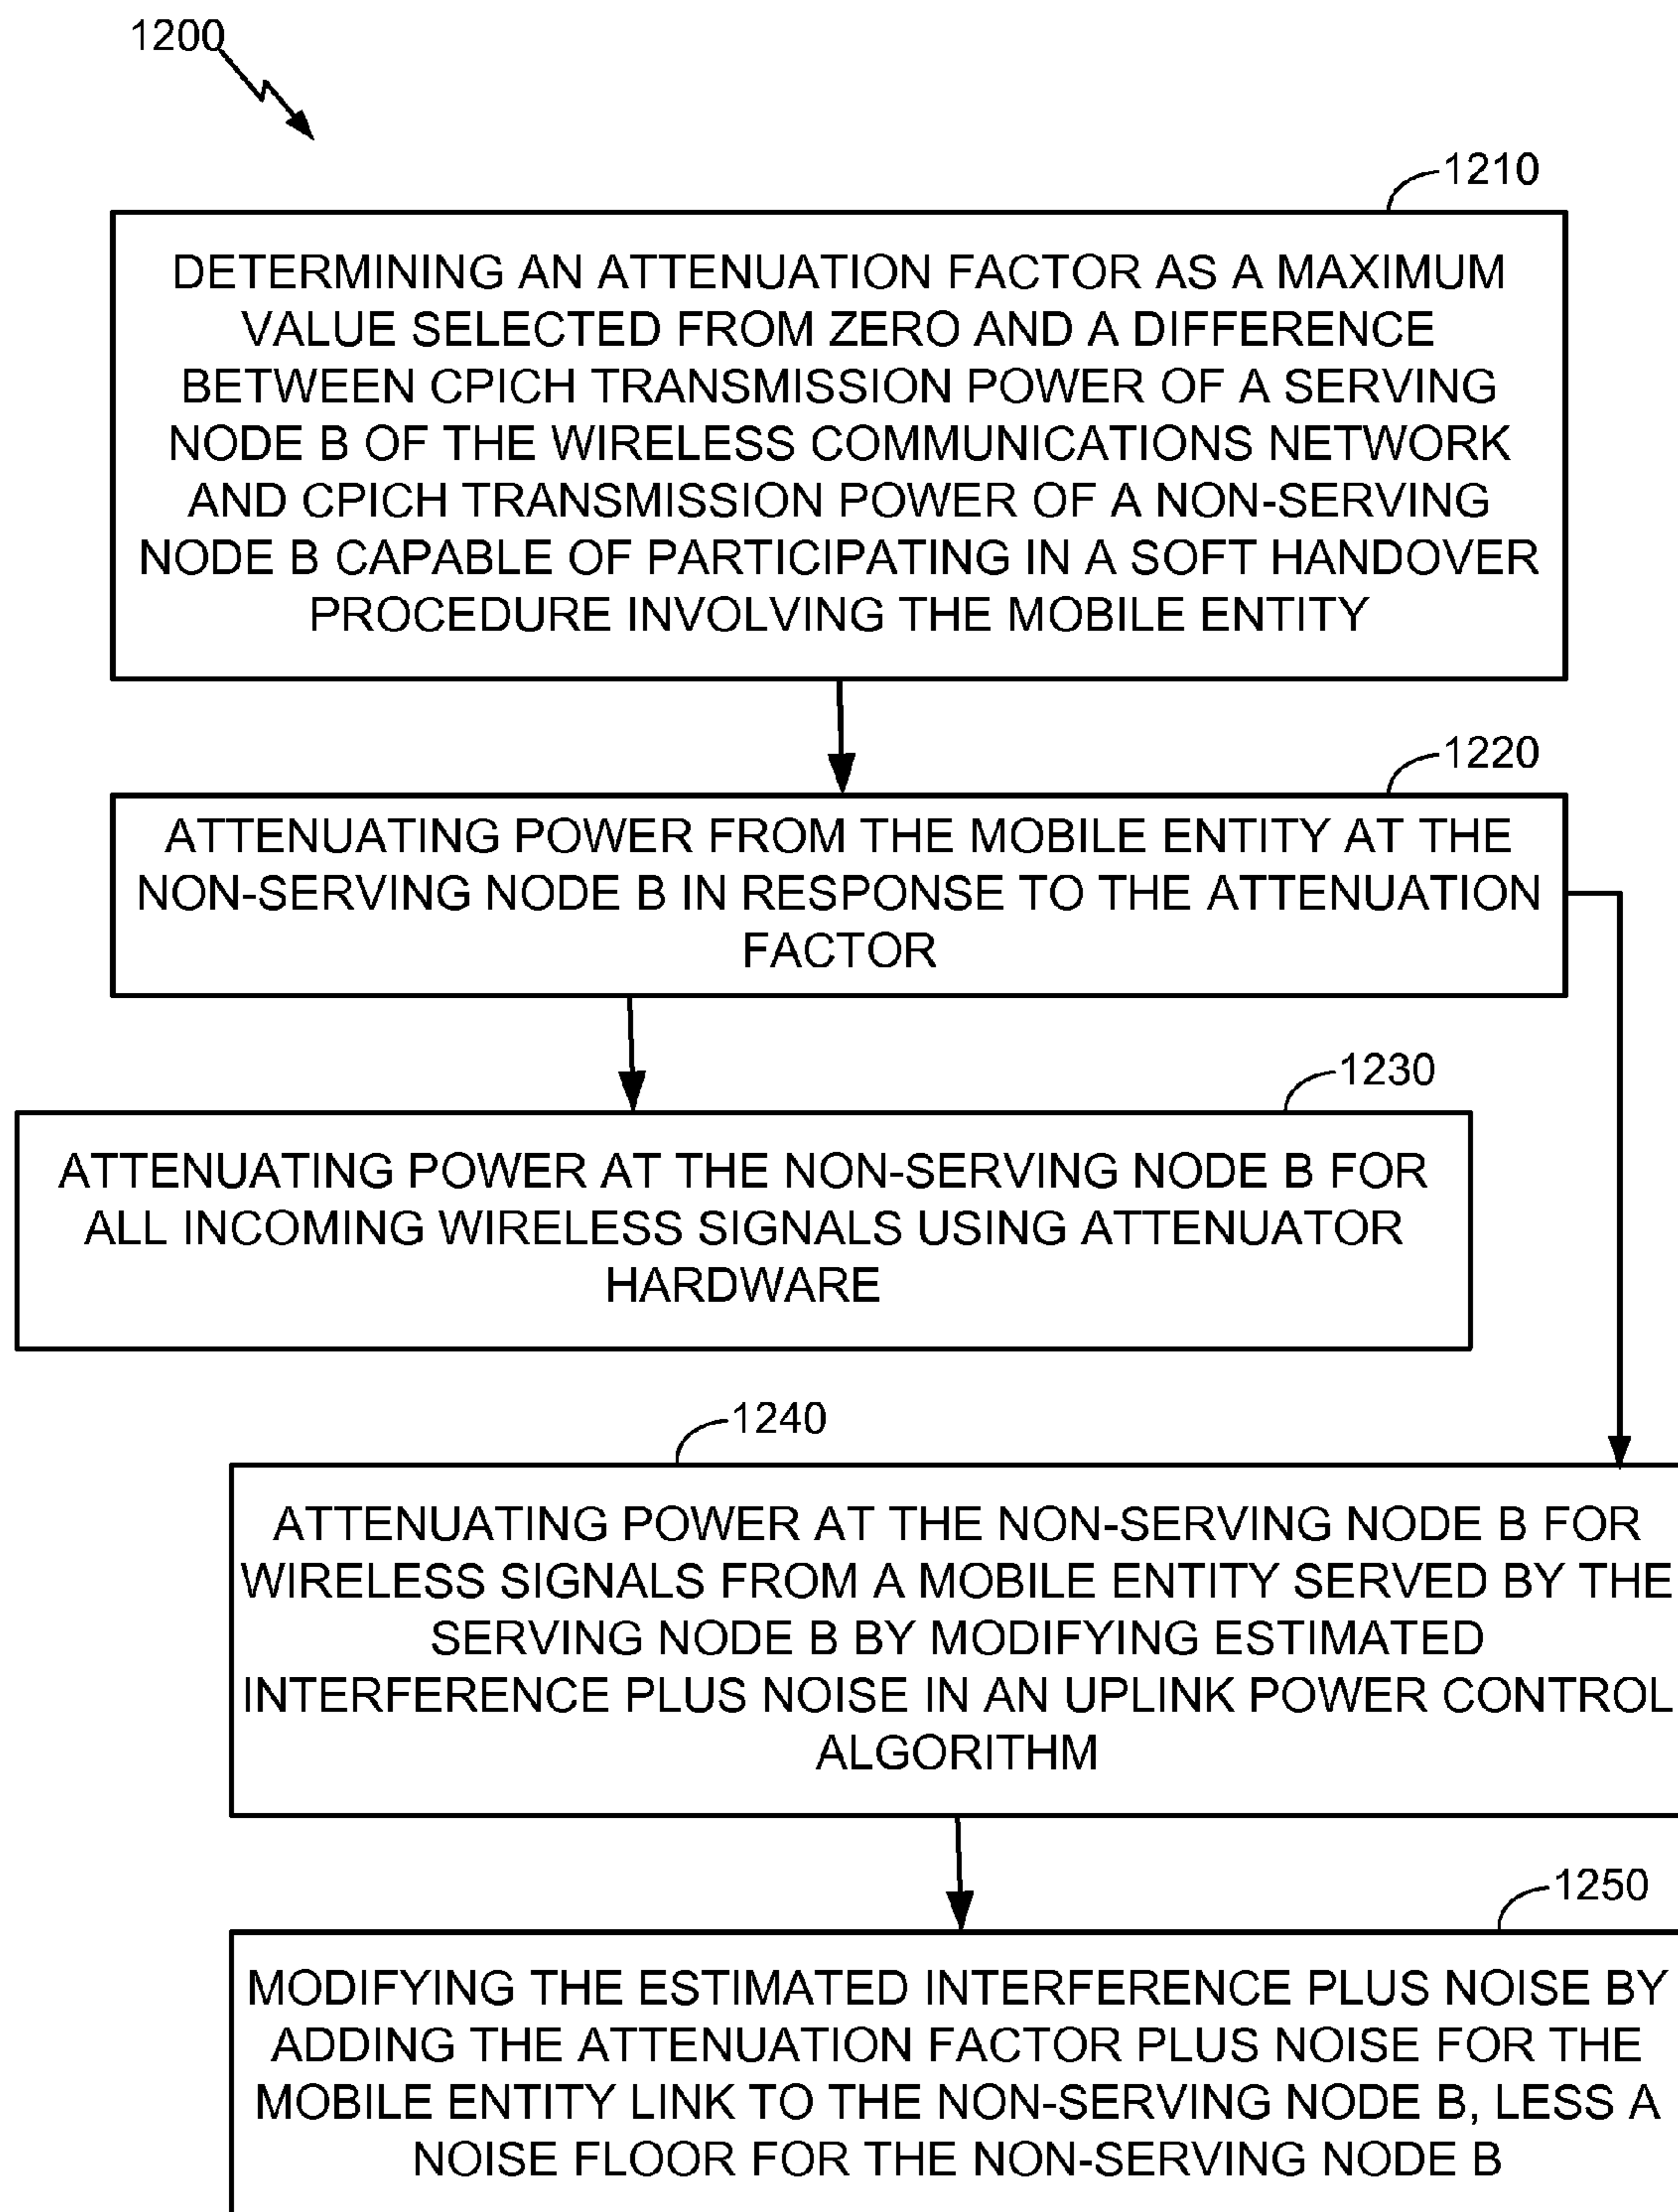 1200
1210
DETERMINING AN ATTENUATION FACTOR AS A MAXIMUM
VALUE SELECTED FROM ZERO AND A DIFFERENCE
BETWEEN CPICH TRANSMISSION POWER OF A SERVING
NODE B OF THE WIRELESS COMMUNICATIONS NETWORK
AND CPICH TRANSMISSION POWER OF A NON-SERVING
NODE B CAPABLE OF PARTICIPATING IN A SOFT HANDOVER
PROCEDURE INVOLVING THE MOBILE ENTITY
1220
ATTENUATING POWER FROM THE MOBILE ENTITY AT THE
NON-SERVING NODE B IN RESPONSE TO THE ATTENUATION
FACTOR
1230
ATTENUATING POWER AT THE NON-SERVING NODE B FOR
ALL INCOMING WIRELESS SIGNALS USING ATTENUATOR
HARDWARE
1240
ATTENUATING POWER AT THE NON-SERVING NODE B FOR
WIRELESS SIGNALS FROM A MOBILE ENTITY SERVED BY THE
SERVING NODE B BY MODIFYING ESTIMATED
INTERFERENCE PLUS NOISE IN AN UPLINK POWER CONTROL
ALGORITHM
1250
MODIFYING THE ESTIMATED INTERFERENCE PLUS NOISE BY
ADDING THE ATTENUATION FACTOR PLUS NOISE FOR THE
MOBILE ENTITY LINK TO THE NON-SERVING NODE B, LESS A
NOISE FLOOR FOR THE NON-SERVING NODE B